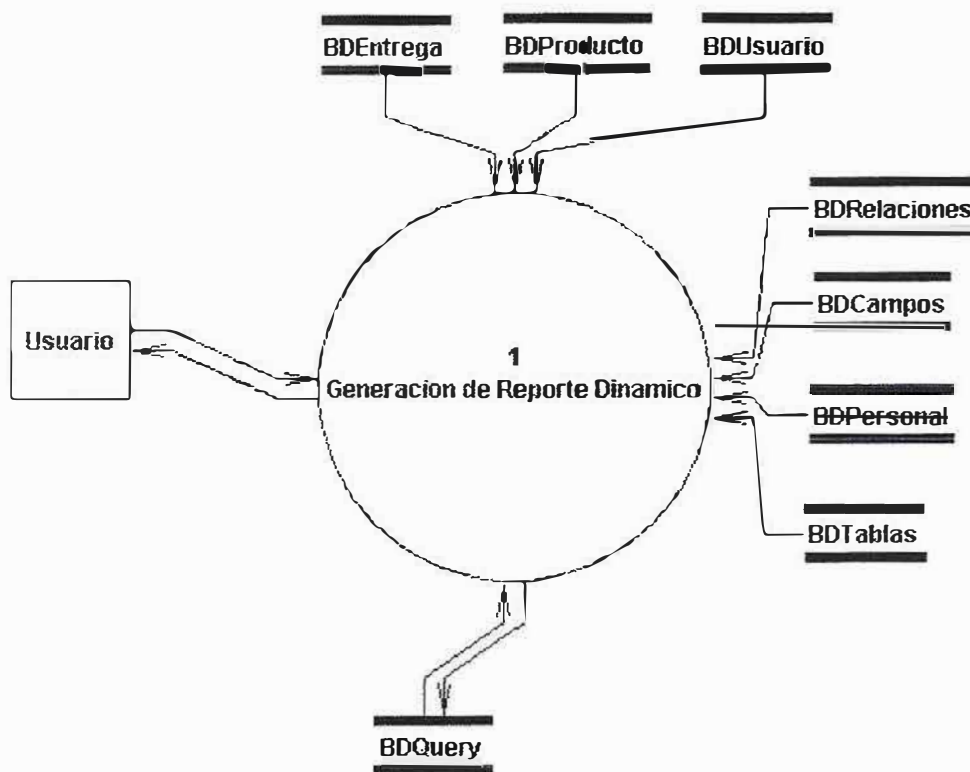 BDEntrega
BDProducto
BDUsuario
BDRelaciones
BDCampos
Usuario
1
Generacion de Reporte Dinamico
BDPersonal
BDTablas
BDQuery